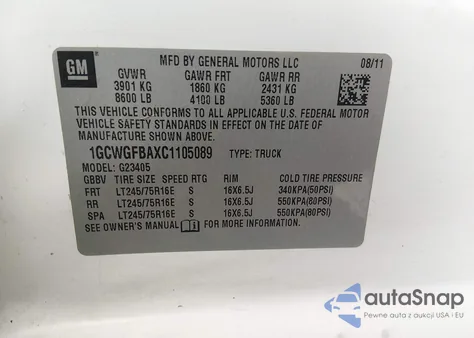 GM
MFD BY GENERAL MOTORS LLC 08/11
GVWR GAWR FRT GAWR RR
3901 KG 1860 KG 2431 KG
8600 LB 4100 LB 5360 LB
THIS VEHICLE CONFORMS TO ALL APPLICABLE U.S. FEDERAL MOTOR
VEHICLE SAFETY STANDARDS IN EFFECT ON THE DATE OF
MANUFACTURE SHOWN ABOVE.
1GCWGFBAXC1105089 TYPE: TRUCK
MODEL: G23405
GBBV TIRE SIZE SPEED RTG RIM COLD TIRE PRESSURE
FRT LT245/75R16E S 16X6.5J 340KPA(50PSI)
RR LT245/75R16E S 16X6.5J 550KPA(80PSI)
SPA LT245/75R16E S 16X6.5J 550KPA(80PSI)
SEE OWNER'S MANUAL FOR MORE INFORMATION.
autoSnap
Pewne auta z aukcji USA i EU